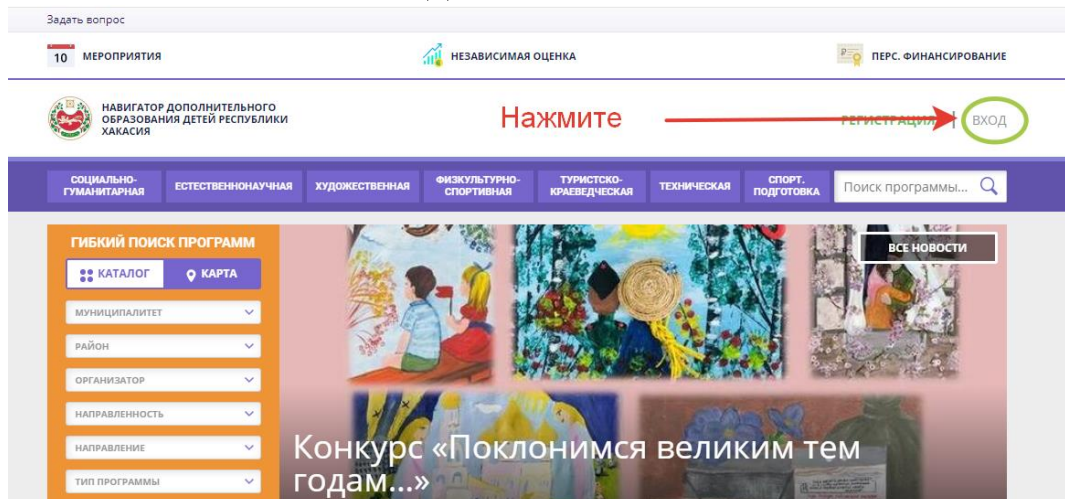 Задать вопрос
10 МЕРОПРИЯТИЯ
НЕЗАВИСИМАЯ ОЦЕНКА
ПЕРС. ФИНАНСИРОВАНИЕ
НАВИГАТОР ДОПОЛНИТЕЛЬНОГО
ОБРАЗОВАНИЯ ДЕТЕЙ РЕСПУБЛИКИ
ХАКАСИЯ
Нажмите
РЕГИСТРАЦИЯ | ВХОД
СОЦИАЛЬНО-
ГУМАНИТАРНАЯ
ЕСТЕСТВЕННОНАУЧНАЯ
ХУДОЖЕСТВЕННАЯ
ФИЗКУЛЬТУРНО-
СПОРТИВНАЯ
ТУРИСТСКО-
КРАЕВЕДЧЕСКАЯ
ТЕХНИЧЕСКАЯ
СПОРТ.
ПОДГОТОВКА
Поиск программы...
ГИБКИЙ ПОИСК ПРОГРАММ
КАТАЛОГ
КАРТА
МУНИЦИПАЛИТЕТ
РАЙОН
ОРГАНИЗАТОР
НАПРАВЛЕННОСТЬ
НАПРАВЛЕНИЕ
ТИП ПРОГРАММЫ
ВСЕ НОВОСТИ
Конкурс «Поклонимся великим тем
годам...»